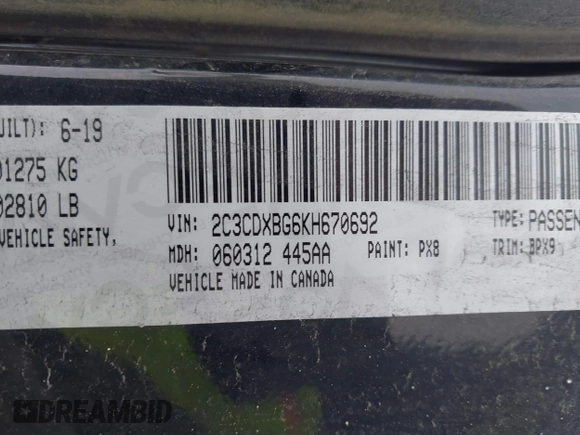 UILT): 6-19
01275 KG
02810 LB
VEHICLE SAFETY,
VIN: 2C3CDXBG6KH670692
TYPE: PASSEN
MDH: 060312 445AA
PAINT: PX8
TRIM: BPX9
VEHICLE MADE IN CANADA
DREAMBID